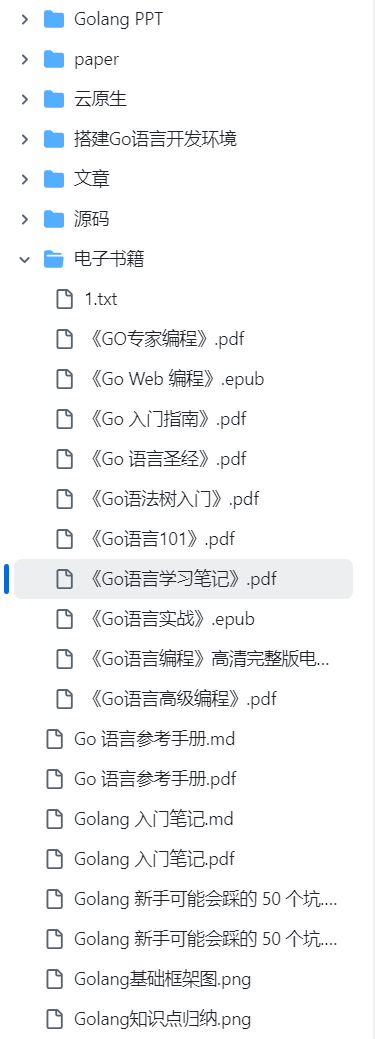 Golang PPT
paper
云原生
搭建Go语言开发环境
文章
源码
电子书籍
1.txt
《GO专家编程》.pdf
《Go Web 编程》.epub
《Go 入门指南》.pdf
《Go 语言圣经》.pdf
《Go语法树入门》.pdf
《Go语言101》.pdf
《Go语言学习笔记》.pdf
《Go语言实战》.epub
《Go语言编程》高清完整版电...
《Go语言高级编程》.pdf
Go 语言参考手册.md
Go 语言参考手册.pdf
Golang 入门笔记.md
Golang 入门笔记.pdf
Golang 新手可能会踩的 50 个坑....
Golang 新手可能会踩的 50 个坑....
Golang基础框架图.png
Golang知识点归纳.png